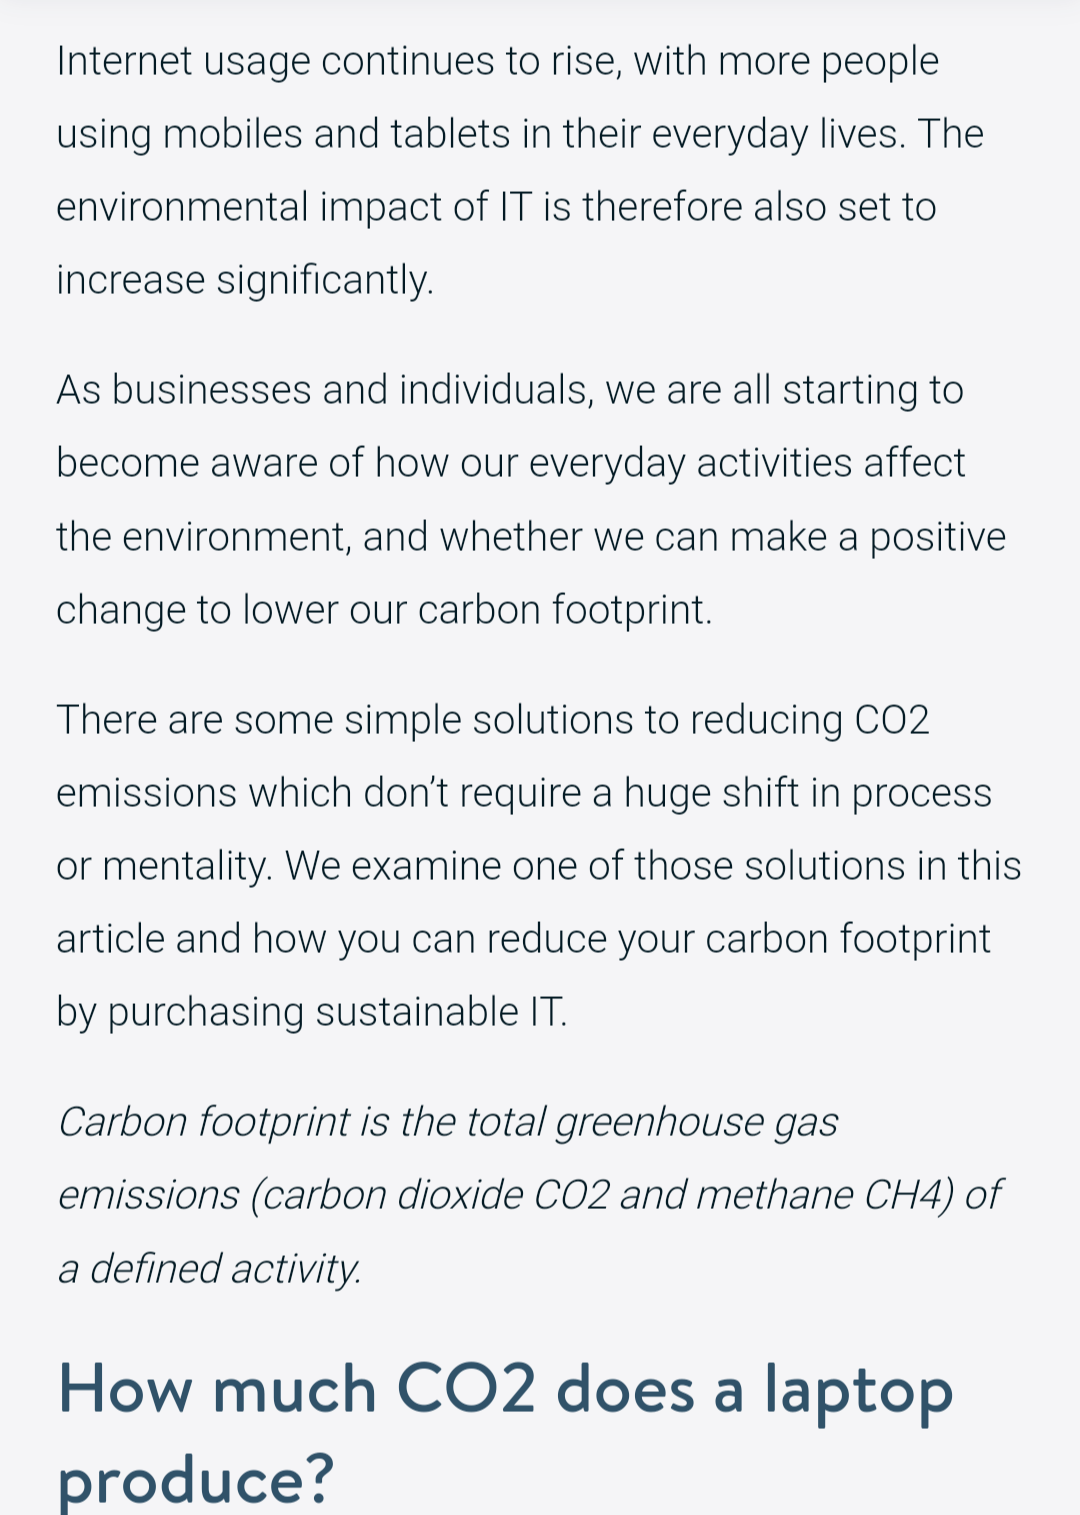 Internet usage continues to rise, with more people
using mobiles and tablets in their everyday lives. The
environmental impact of IT is therefore also set to
increase significantly.
As businesses and individuals, we are all starting to
become aware of how our everyday activities affect
the environment, and whether we can make a positive
change to lower our carbon footprint.
There are some simple solutions to reducing CO2
emissions which don’t require a huge shift in process
or mentality. We examine one of those solutions in this
article and how you can reduce your carbon footprint
by purchasing sustainable IT.
Carbon footprint is the total greenhouse gas
emissions (carbon dioxide CO2 and methane CH4) of
a defined activity.
How much CO2 does a laptop
produce?